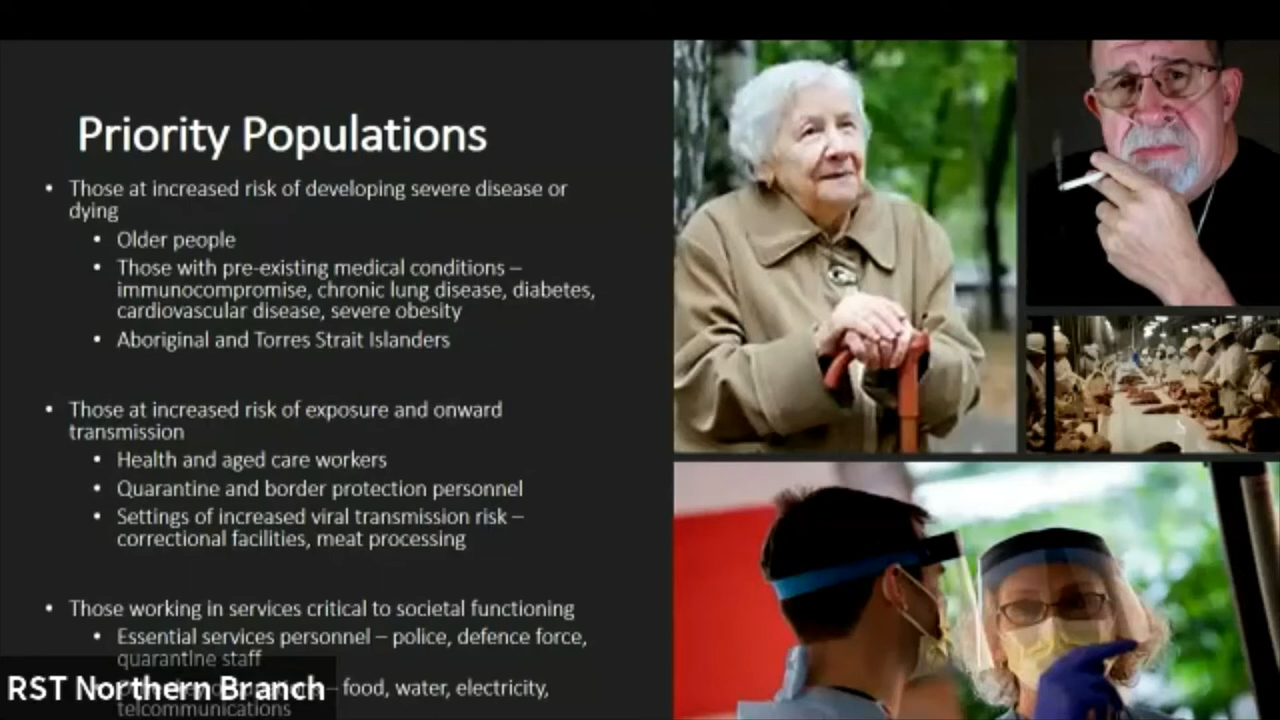 Priority Populations
• Those at increased risk of developing severe disease or
dying
• Older people
• Those with pre-existing medical conditions –
immunocompromise, chronic lung disease, diabetes,
cardiovascular disease, severe obesity
• Aboriginal and Torres Strait Islanders
• Those at increased risk of exposure and onward
transmission
• Health and aged care workers
• Quarantine and border protection personnel
• Settings of increased viral transmission risk –
correctional facilities, meat processing
• Those working in services critical to societal functioning
• Essential services personnel – police, defence force,
quarantine staff
– food, water, electricity,
telcommunications
RST Northern Branch